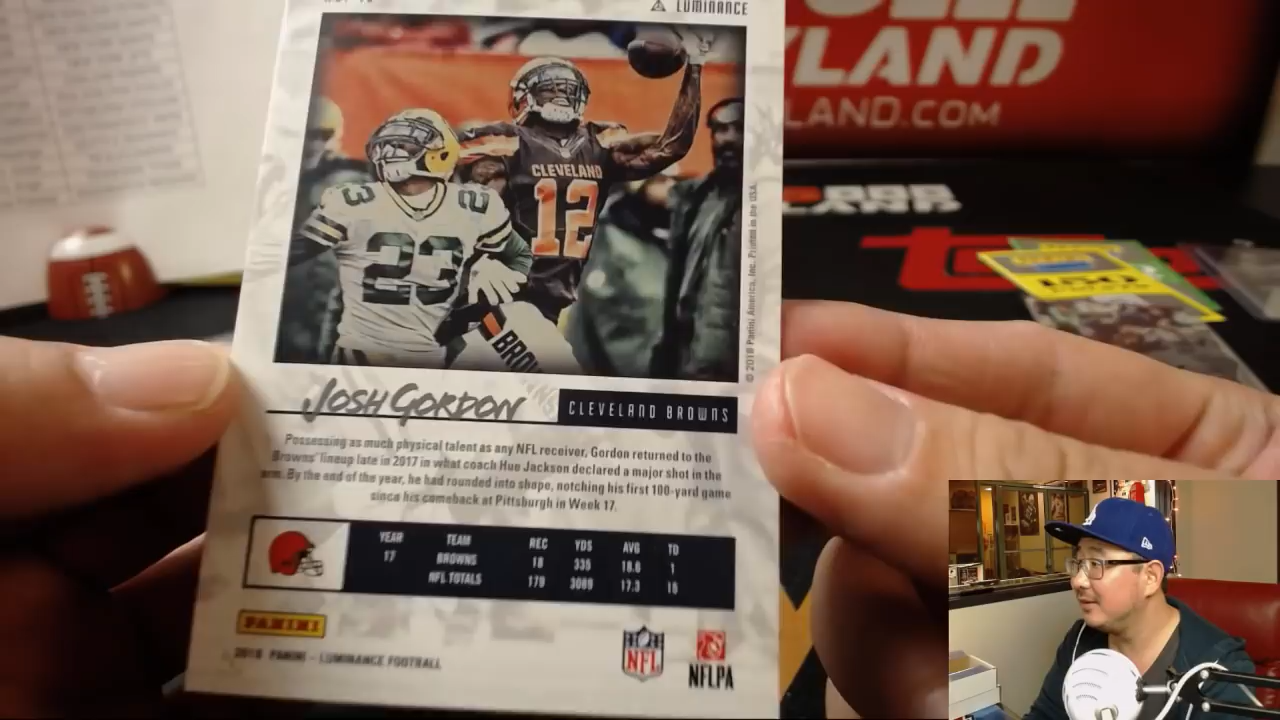 LUMINANCE
CLEVELAND
12
23
23
2
BROW
© 2018 Panini America, Inc. Printed in the USA.
JOSH GORDON
CLEVELAND BROWNS
Possessing as much physical talent as any NFL receiver, Gordon returned to the
Browns' lineup late in 2017 in what coach Hue Jackson declared a major shot in the
arm. By the end of the year, he had rounded into shape, notching his first 100-yard game
since his comeback at Pittsburgh in Week 17.
YEAR TEAM REC YDS AVG TD
17 BROWNS 18 335 18.6 1
NFL TOTALS 179 3089 17.3 15
PANINI
2018 PANINI - LUMINANCE FOOTBALL
NFL
NFLPA
YLAND
LAND.COM
LAND